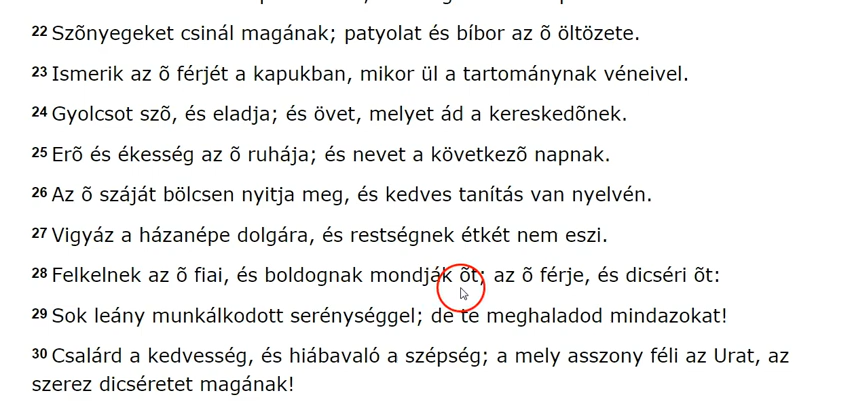 22 Szõnyegeket csinál magának; patyolat és bíbor az õ öltözete.
23 Ismerik az õ férjét a kapukban, mikor ül a tartománynak véneivel.
24 Gyolcsot szõ, és eladja; és övet, melyet ád a kereskedõnek.
25 Erõ és ékesség az õ ruhája; és nevet a következõ napnak.
26 Az õ száját bölcsen nyitja meg, és kedves tanítás van nyelvén.
27 Vigyáz a házanépe dolgára, és restségnek étkét nem eszi.
28 Felkelnek az õ fiai, és boldognak mondják õt; az õ férje, és dicséri õt:
29 Sok leány munkálkodott serénységgel; de te meghaladod mindazokat!
30 Csalárd a kedvesség, és hiábavaló a szépség; a mely asszony féli az Urat, az
szerez dicséretet magának!